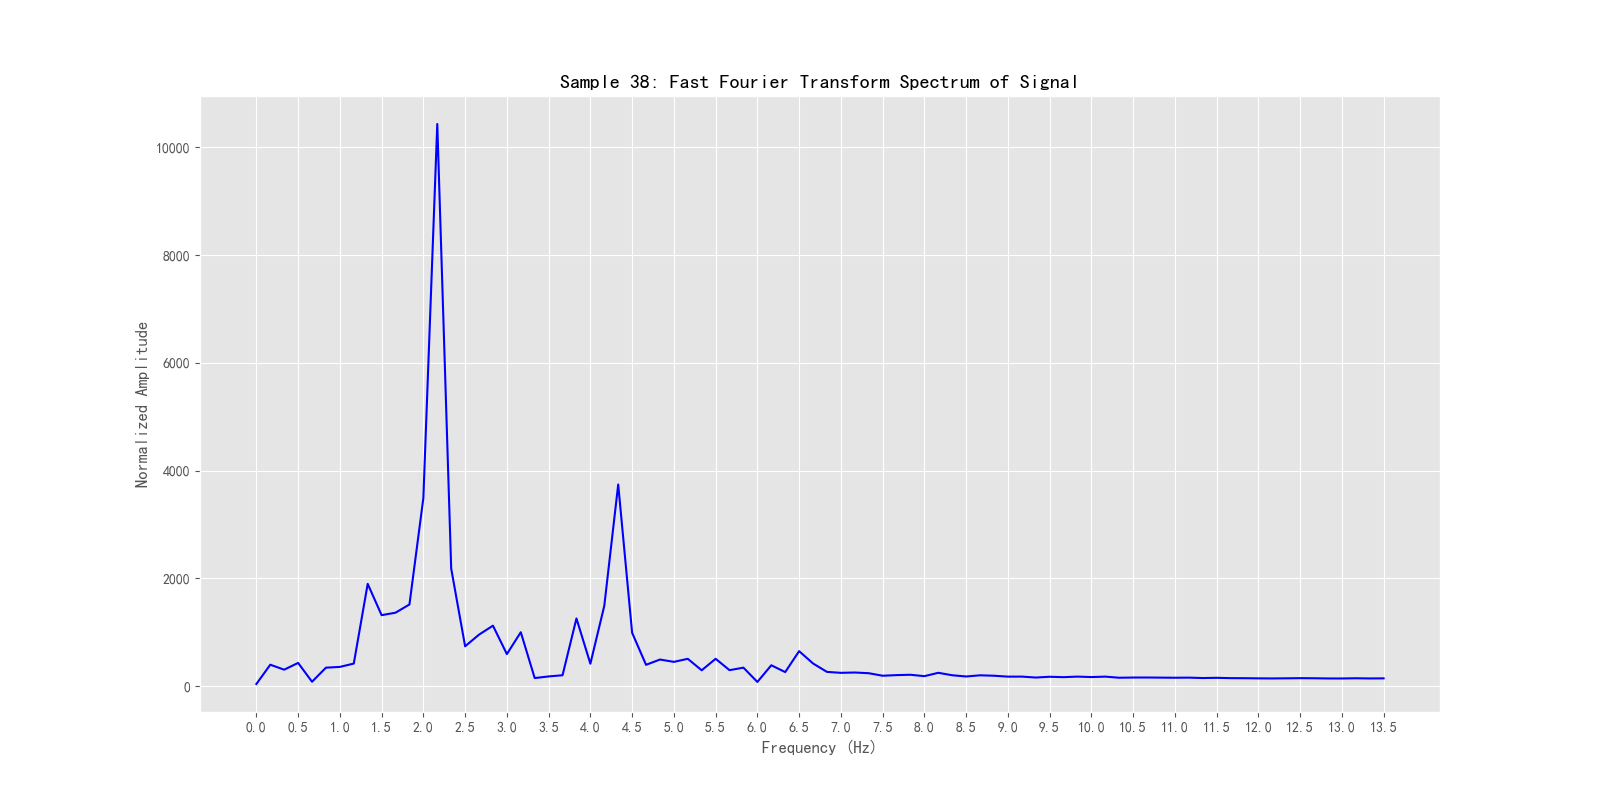 Sample 38: Fast Fourier Transform Spectrum of Signal
Normalized Amplitude
10000
8000
6000
4000
2000
0
0.0 0.5 1.0 1.5 2.0 2.5 3.0 3.5 4.0 4.5 5.0 5.5 6.0 6.5 7.0 7.5 8.0 8.5 9.0 9.5 10.0 10.5 11.0 11.5 12.0 12.5 13.0 13.5
Frequency (Hz)